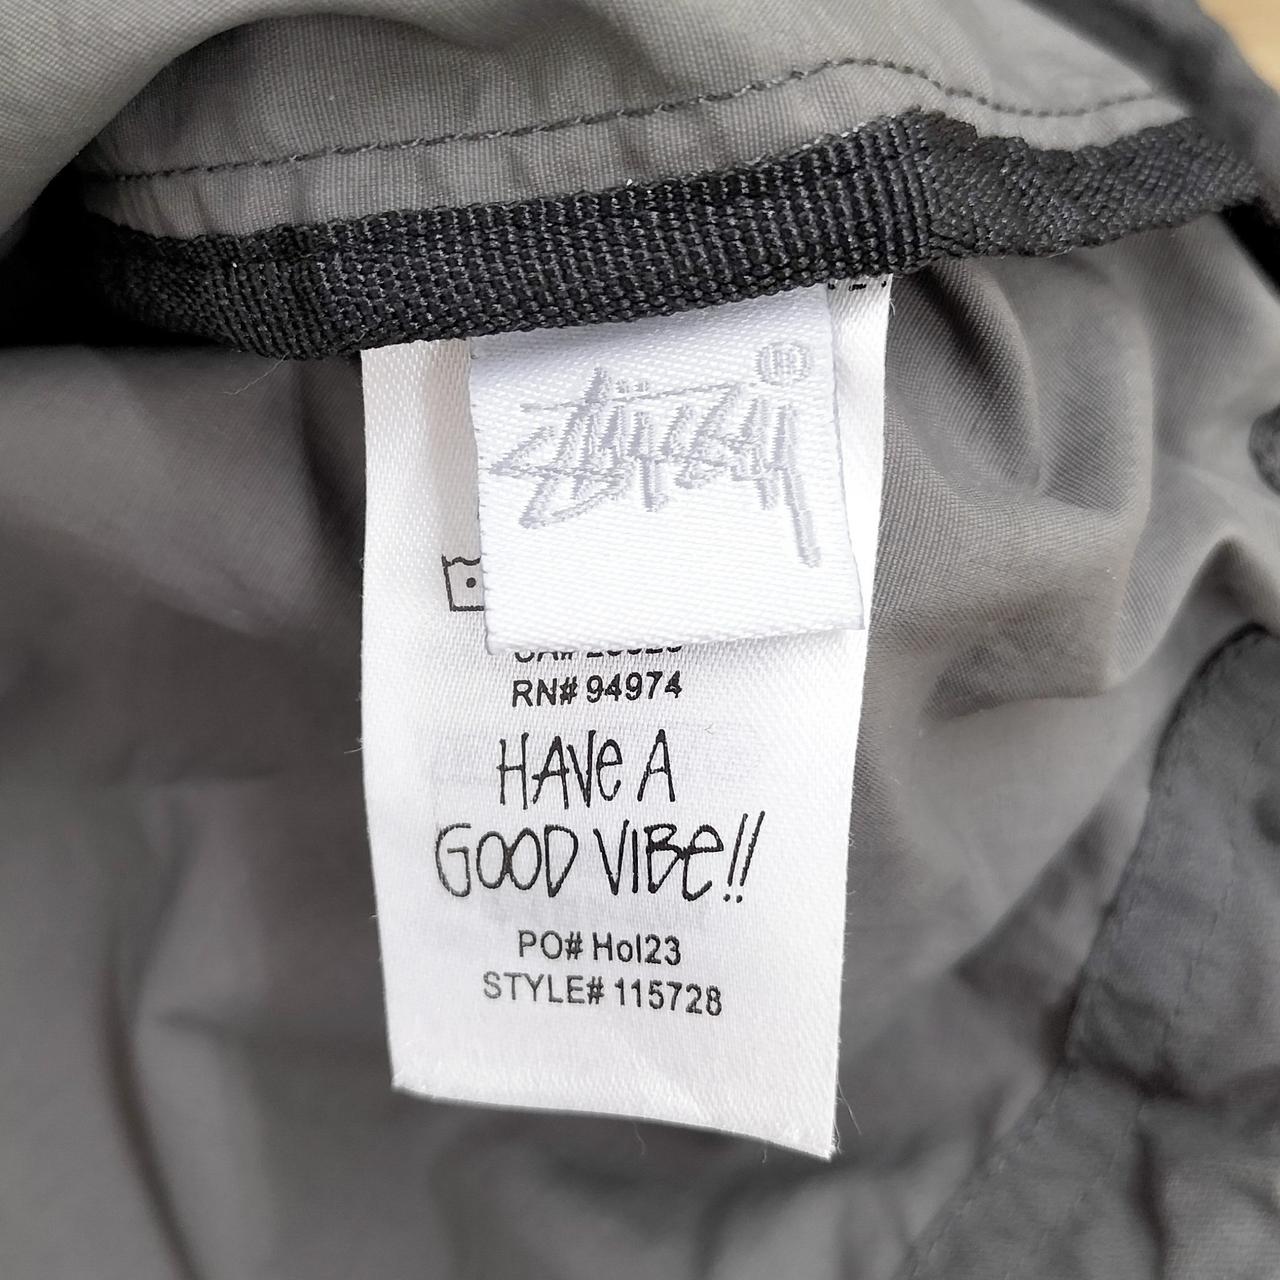 Stüssy®
RN# 94974
HAVE A
GOOD VIBE!!
PO# Hol23
STYLE# 115728